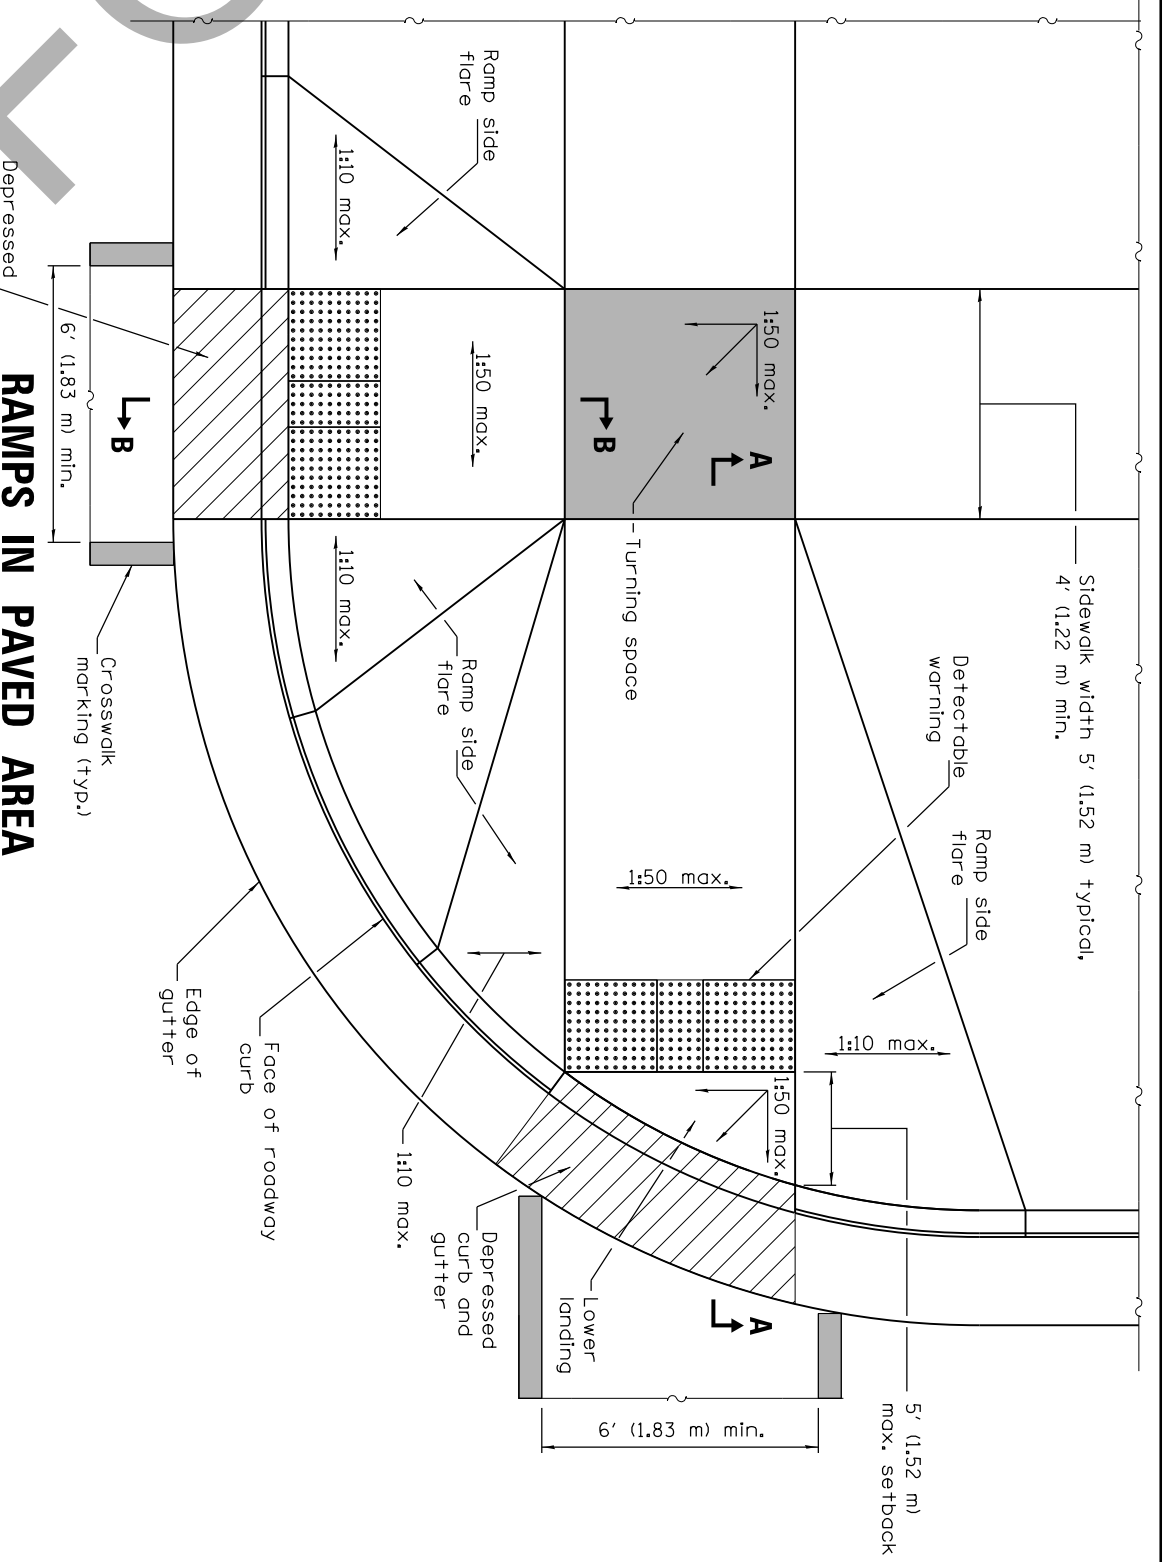 Sidewalk width 5' (1.52 m) typical,
4' (1.22 m) min.
5' (1.52 m)
max. setback
Ramp side
flare
Detectable
warning
1:10 max.
1:50 max.
A
A
1:50 max.
1:50 max.
6' (1.83 m) min.
Turning space
B
Lower
landing
Ramp side
flare
1:50 max.
Ramp side
flare
Depressed
curb and
gutter
1:10 max.
1:10 max.
1:10 max.
Face of roadway
curb
Edge of
gutter
B
Crosswalk
marking (typ.)
6' (1.83 m) min.
Depressed
RAMPS IN PAVED AREA